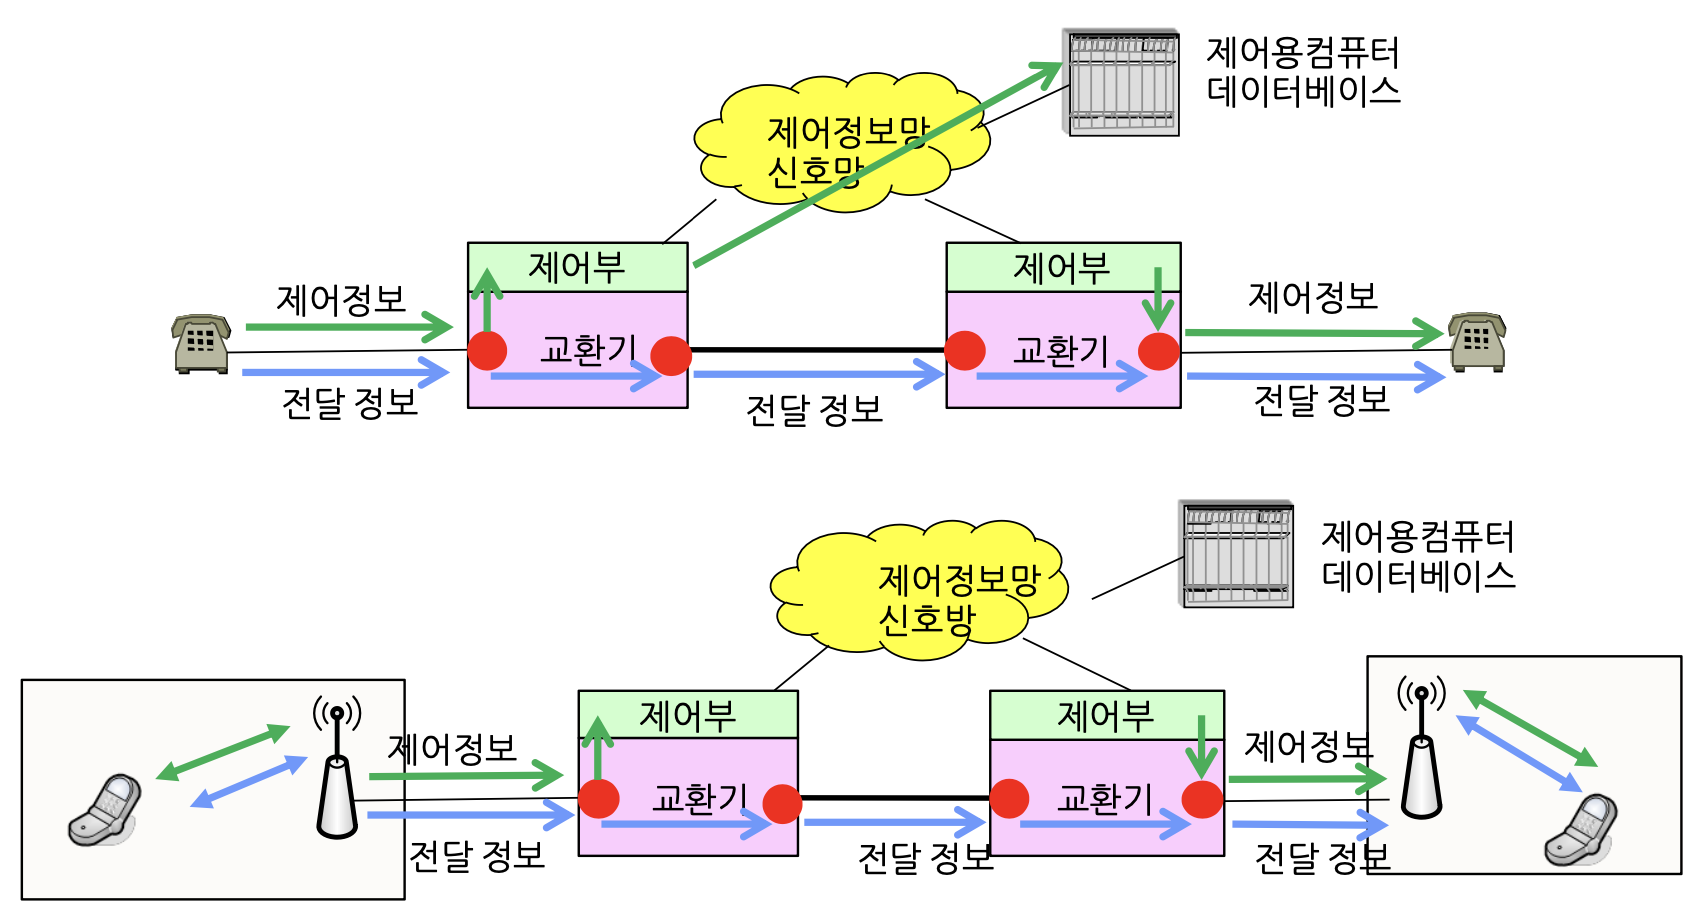 제어용컴퓨터
데이터베이스
제어정보망
신호망
제어부
제어부
제어정보
제어정보
교환기
교환기
전달 정보
전달 정보
전달 정보
제어용컴퓨터
데이터베이스
제어정보망
신호방
제어부
제어부
제어정보
제어정보
교환기
교환기
전달 정보
전달 정보
전달 정보